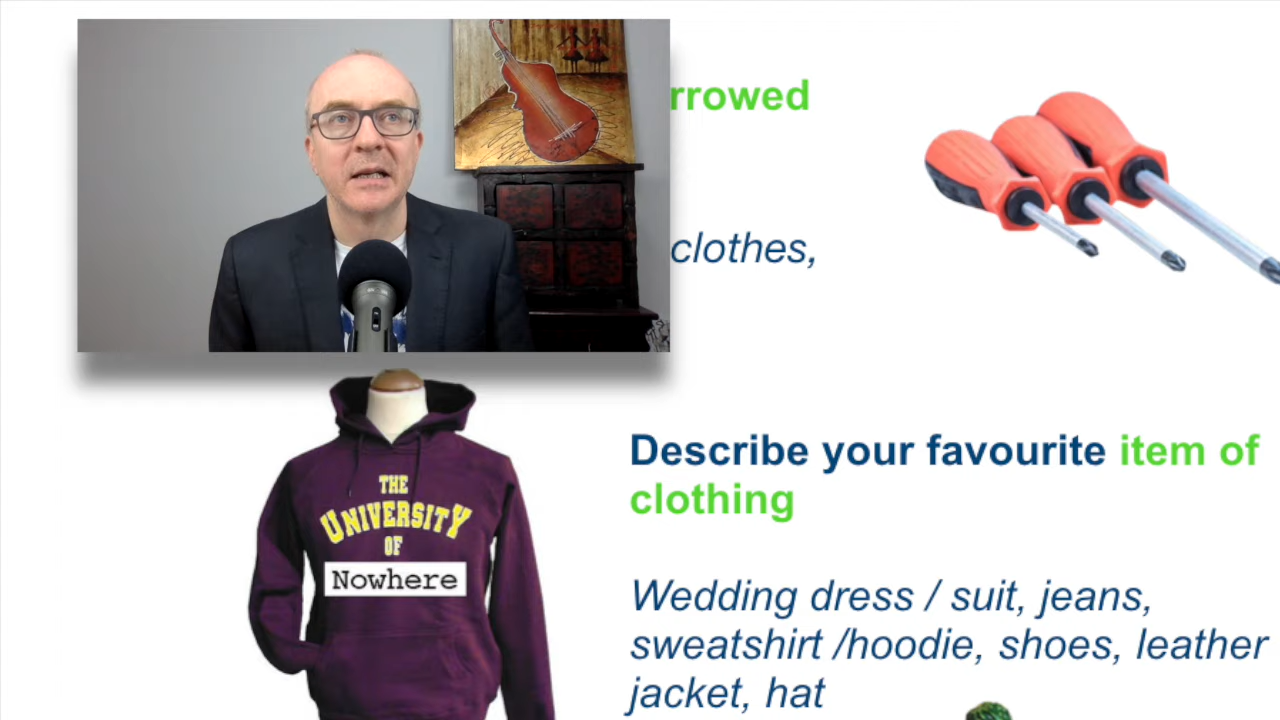 rrowed
clothes,
THE
UNIVERSITY
OF
Nowhere
Describe your favourite item of
clothing
Wedding dress / suit, jeans,
sweatshirt /hoodie, shoes, leather
jacket, hat